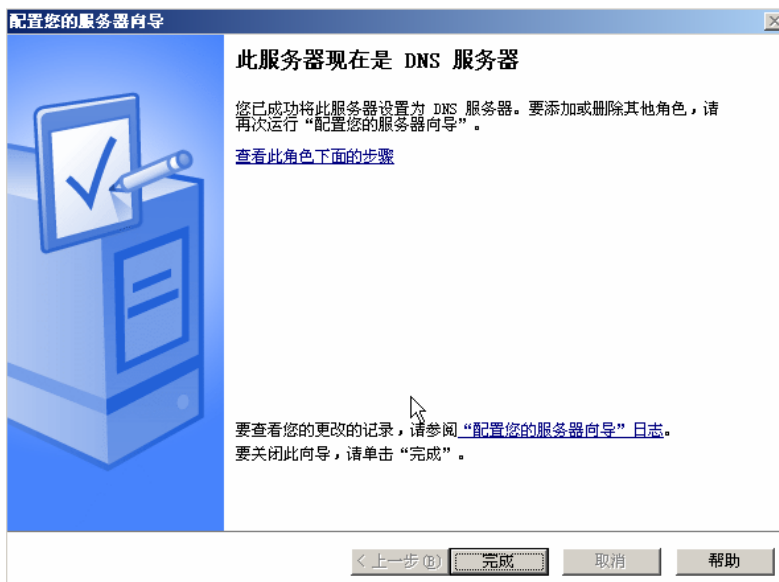 配置您的服务器向导
此服务器现在是 DNS 服务器
您已成功将此服务器设置为 DNS 服务器。要添加或删除其他角色，请
再次运行“配置您的服务器向导”。
查看此角色下面的步骤
要查看您的更改的记录，请参阅“配置您的服务器向导”日志。
要关闭此向导，请单击“完成”。
< 上一步(B) 完成 取消 帮助